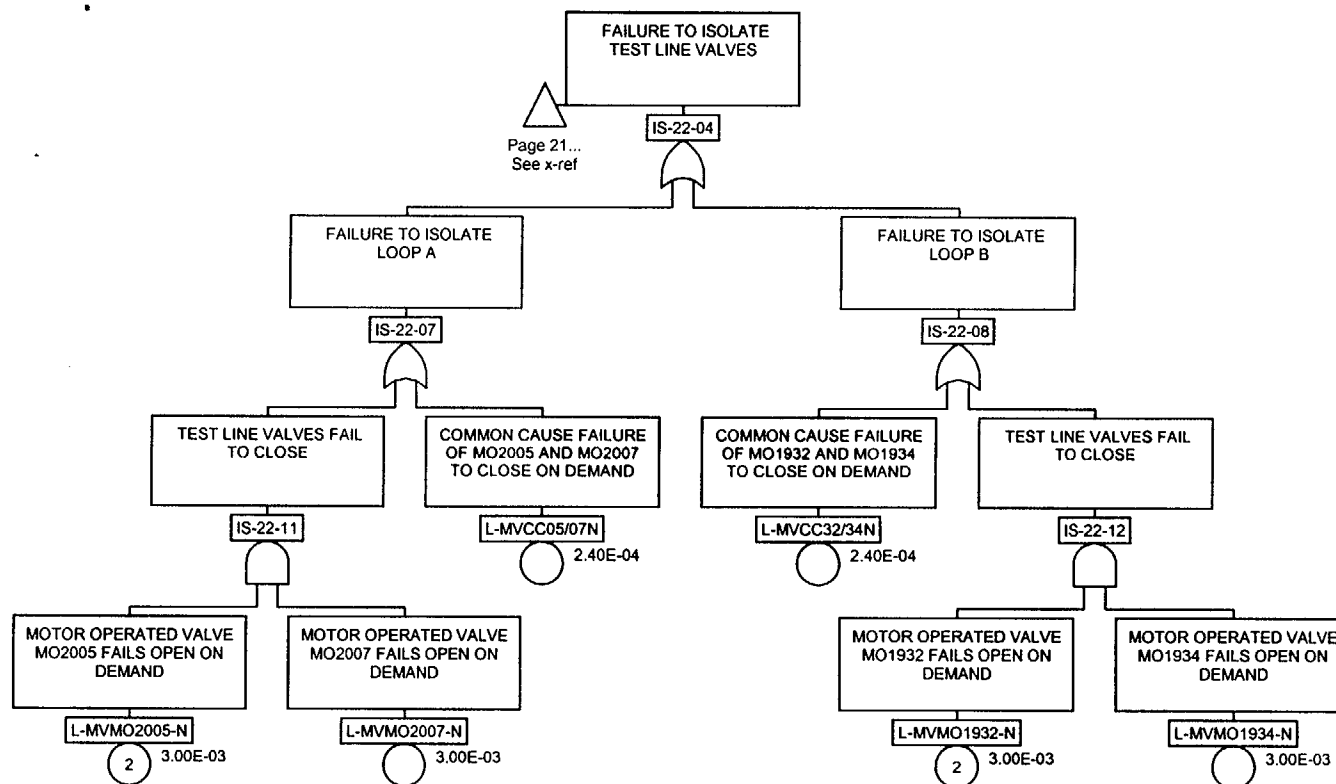 FAILURE TO ISOLATE
TEST LINE VALVES
Page 21...
See x-ref
IS-22-04
FAILURE TO ISOLATE
LOOP A
FAILURE TO ISOLATE
LOOP B
IS-22-07
IS-22-08
TEST LINE VALVES FAIL
TO CLOSE
COMMON CAUSE FAILURE
OF MO2005 AND MO2007
TO CLOSE ON DEMAND
COMMON CAUSE FAILURE
OF MO1932 AND MO1934
TO CLOSE ON DEMAND
TEST LINE VALVES FAIL
TO CLOSE
IS-22-11
L-MVCC05/07N
2.40E-04
L-MVCC32/34N
2.40E-04
IS-22-12
MOTOR OPERATED VALVE
MO2005 FAILS OPEN ON
DEMAND
MOTOR OPERATED VALVE
MO2007 FAILS OPEN ON
DEMAND
MOTOR OPERATED VALVE
MO1932 FAILS OPEN ON
DEMAND
MOTOR OPERATED VALVE
MO1934 FAILS OPEN ON
DEMAND
L-MVMO2005-N
2
3.00E-03
L-MVMO2007-N
3.00E-03
L-MVMO1932-N
2
3.00E-03
L-MVMO1934-N
3.00E-03